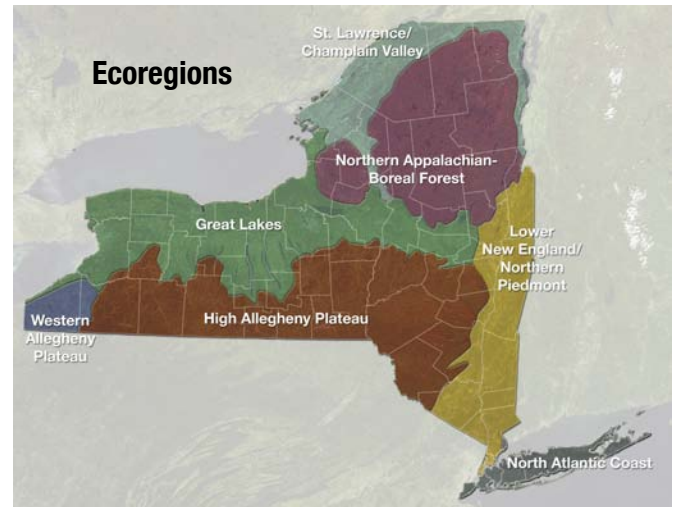 St. Lawrence/
Champlain Valley
Ecoregions
Northern Appalachian-
Boreal Forest
Great Lakes
Lower
New England/
Northern
Piedmont
High Allegheny Plateau
Western
Allegheny
Plateau
North Atlantic Coast